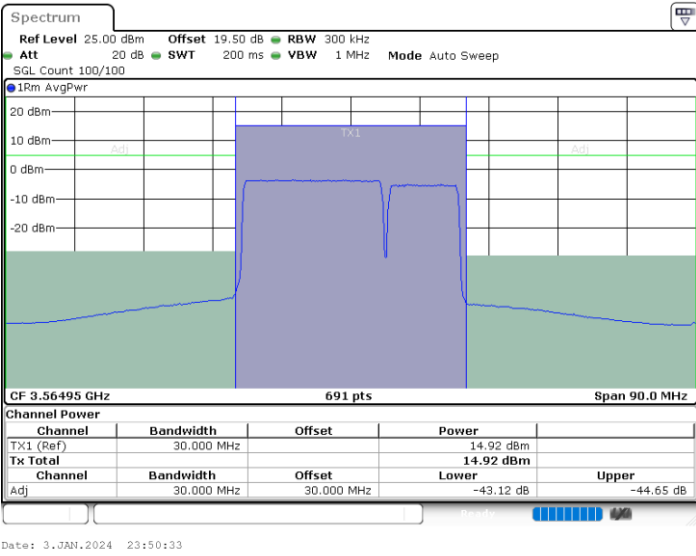 Spectrum
Ref Level 25.00 dBm Offset 19.50 dB RBW 300 kHz
Att 20 dB SWT 200 ms VBW 1 MHz Mode Auto Sweep
SGL Count 100/100
1Rm AvgPwr
20 dBm
TX1
10 dBm
Adj Adj
0 dBm
-10 dBm
-20 dBm
CF 3.56495 GHz 691 pts Span 90.0 MHz
Channel Power
Channel Bandwidth Offset Power
TX1 (Ref) 30.000 MHz 14.92 dBm
Tx Total 14.92 dBm
Channel Bandwidth Offset Lower Upper
Adj 30.000 MHz 30.000 MHz -43.12 dB -44.65 dB
Ready
Date: 3.JAN.2024 23:50:33